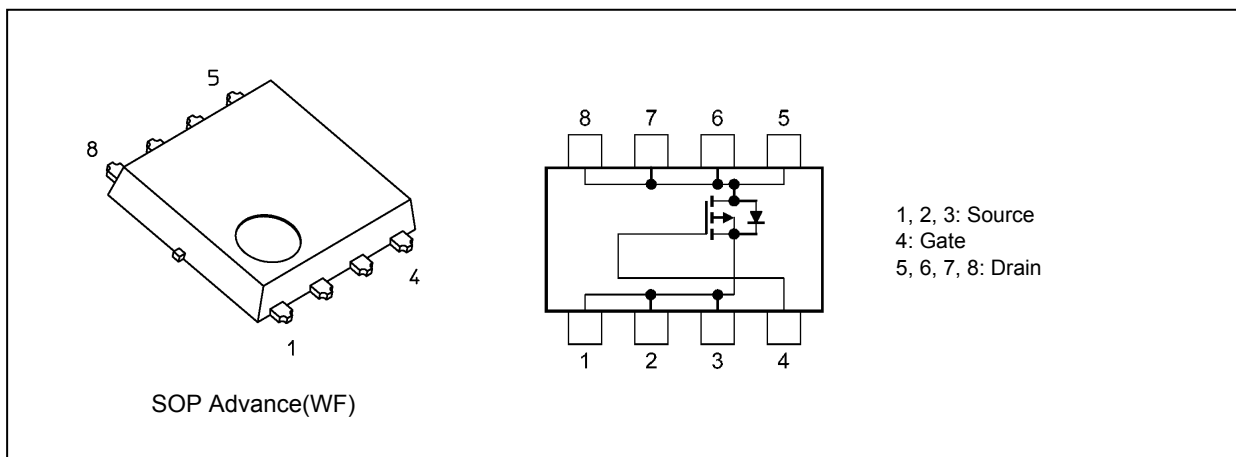 5
8
4
1
SOP Advance(WF)
8 7 6 5
1 2 3 4
1, 2, 3: Source
4: Gate
5, 6, 7, 8: Drain